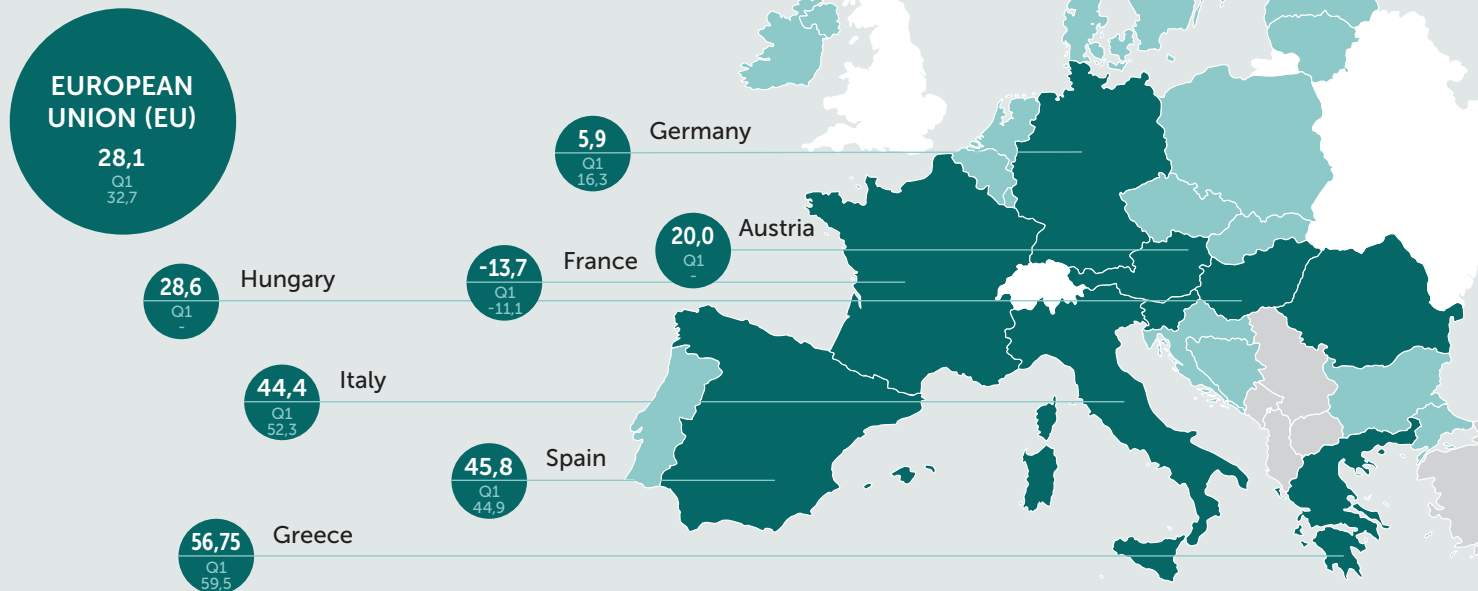 EUROPEAN
UNION (EU)
28,1
Q1
32,7
Germany
5,9
Q1
16,3
Austria
20,0
Q1
-
France
-13,7
Q1
-11,1
Hungary
28,6
Q1
-
Italy
44,4
Q1
52,3
Spain
45,8
Q1
44,9
Greece
56,75
Q1
59,5